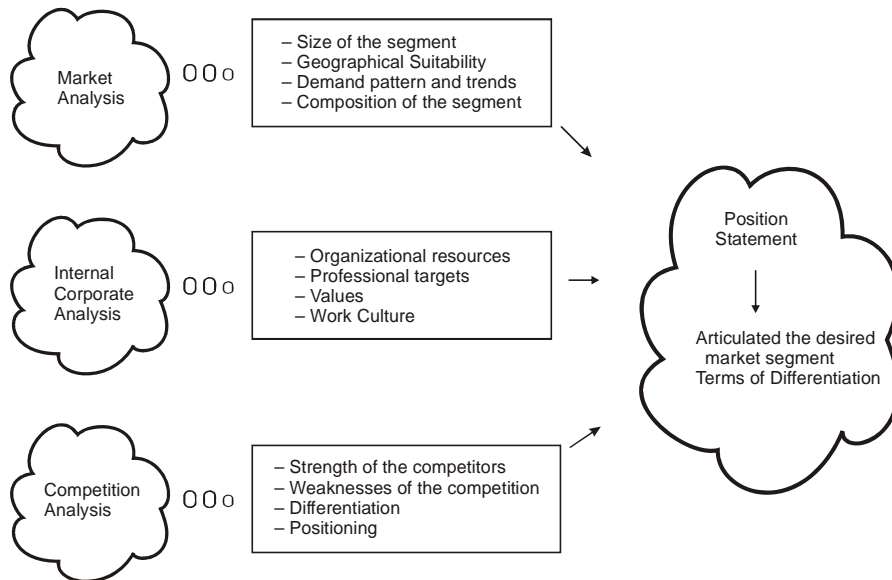 Market
Analysis
– Size of the segment
– Geographical Suitability
– Demand pattern and trends
– Composition of the segment
Internal
Corporate
Analysis
– Organizational resources
– Professional targets
– Values
– Work Culture
Competition
Analysis
– Strength of the competitors
– Weaknesses of the competition
– Differentiation
– Positioning
Position
Statement
Articulated the desired
market segment
Terms of Differentiation